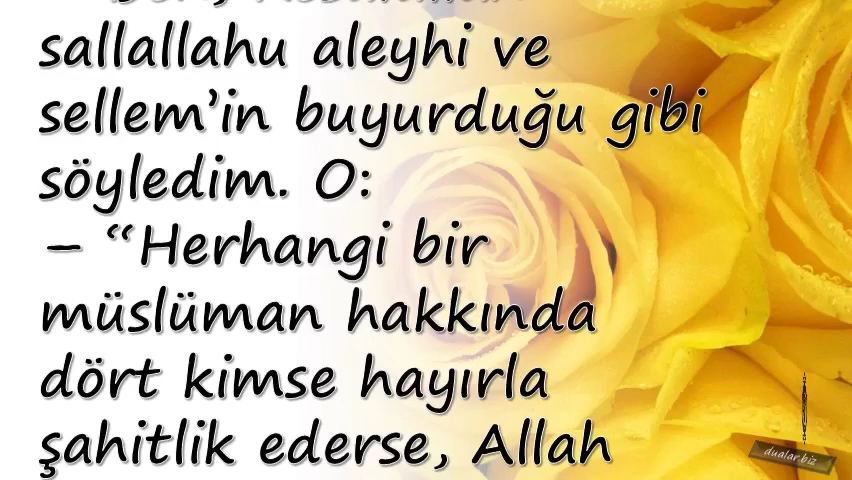 sallallahu aleyhi ve
sellem’in buyurduğu gibi
söyledim. O:
– “Herhangi bir
müslüman hakkında
dört kimse hayırla
şahitlik ederse, Allah
dualar.biz